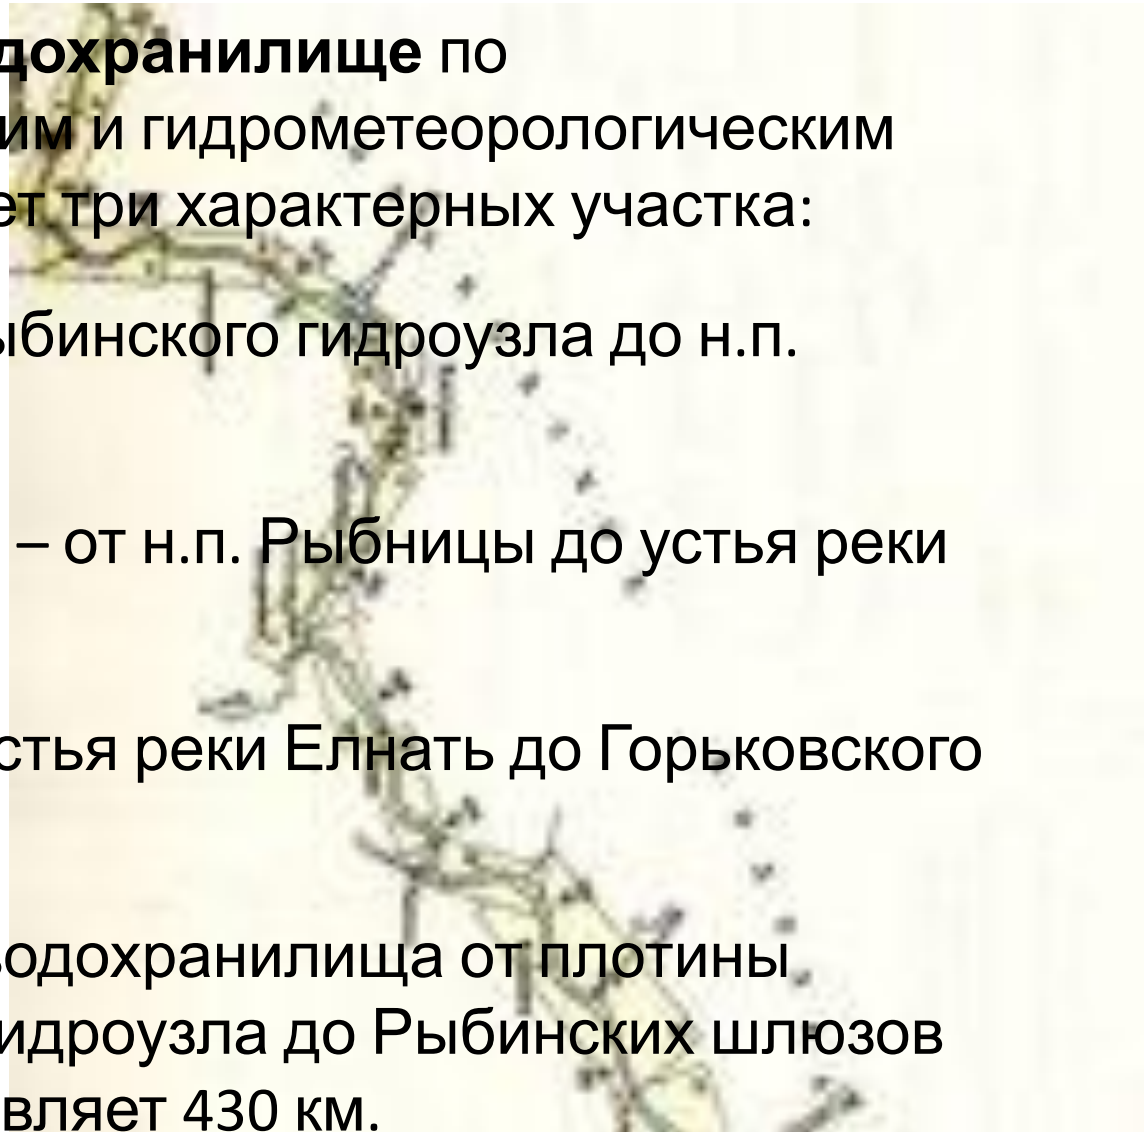 дохранилище по
им и гидрометеорологическим
ет три характерных участка:
ыбинского гидроузла до н.п.
– от н.п. Рыбницы до устья реки
стья реки Елнать до Горьковского
водохранилища от плотины
идроузла до Рыбинских шлюзов
вляет 430 км.